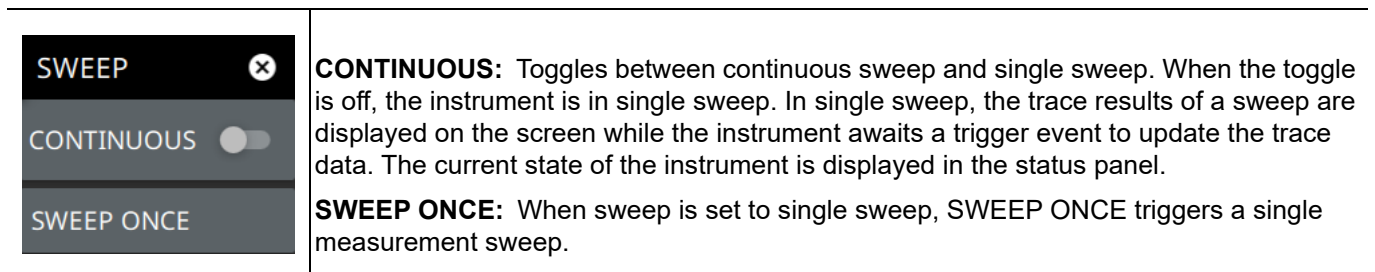 SWEEP
CONTINUOUS
SWEEP ONCE
CONTINUOUS: Toggles between continuous sweep and single sweep. When the toggle
is off, the instrument is in single sweep. In single sweep, the trace results of a sweep are
displayed on the screen while the instrument awaits a trigger event to update the trace
data. The current state of the instrument is displayed in the status panel.
SWEEP ONCE: When sweep is set to single sweep, SWEEP ONCE triggers a single
measurement sweep.